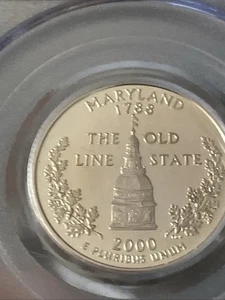 MARYLAND
1788
THE OLD
LINE STATE
2000
E PLURIBUS UNUM